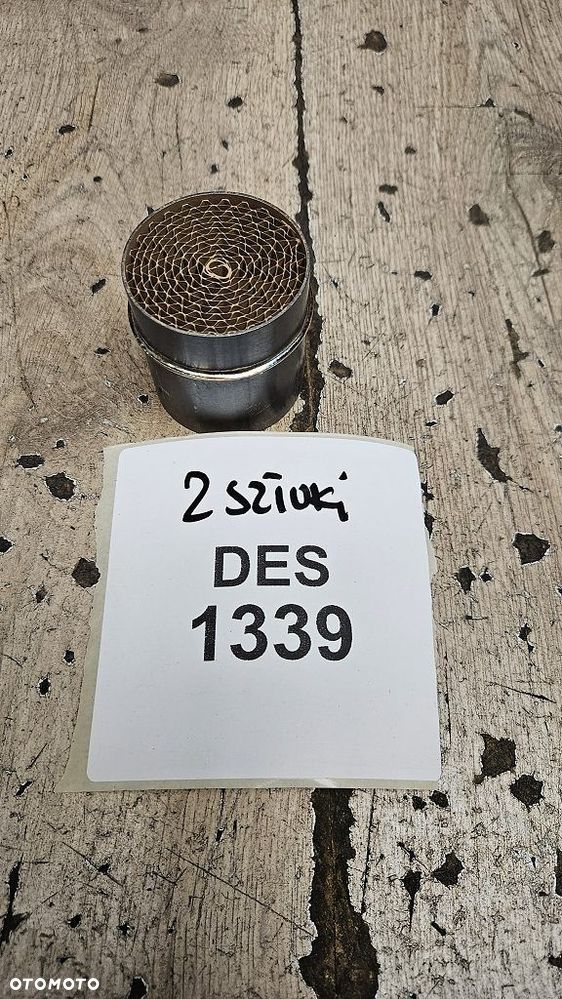 2 sztuki
DES
1339
OTOMOTO